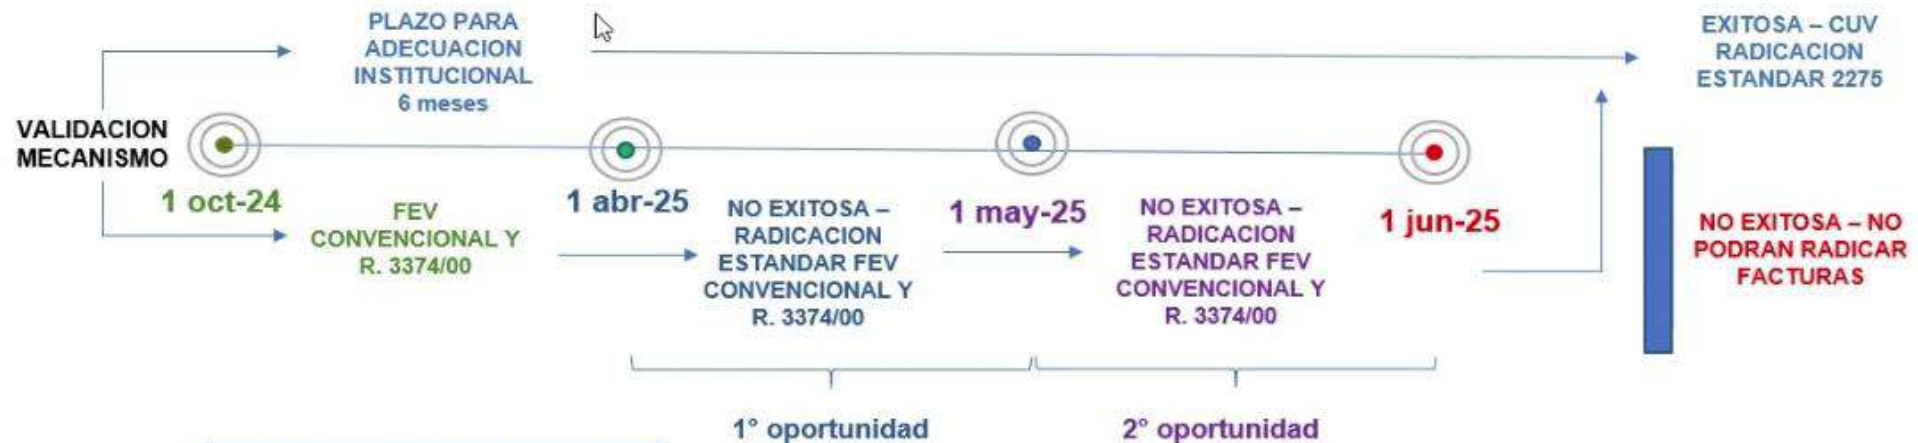 PLAZO PARA
ADECUACION
INSTITUCIONAL
6 meses
EXITOSA – CUV
RADICACION
ESTANDAR 2275
VALIDACION
MECANISMO
1 oct-24
1 abr-25
1 may-25
1 jun-25
FEV
CONVENCIONAL Y
R. 3374/00
NO EXITOSA –
RADICACION
ESTANDAR FEV
CONVENCIONAL Y
R. 3374/00
NO EXITOSA –
RADICACION
ESTANDAR FEV
CONVENCIONAL Y
R. 3374/00
NO EXITOSA – NO
PODRAN RADICAR
FACTURAS
1° oportunidad
2° oportunidad